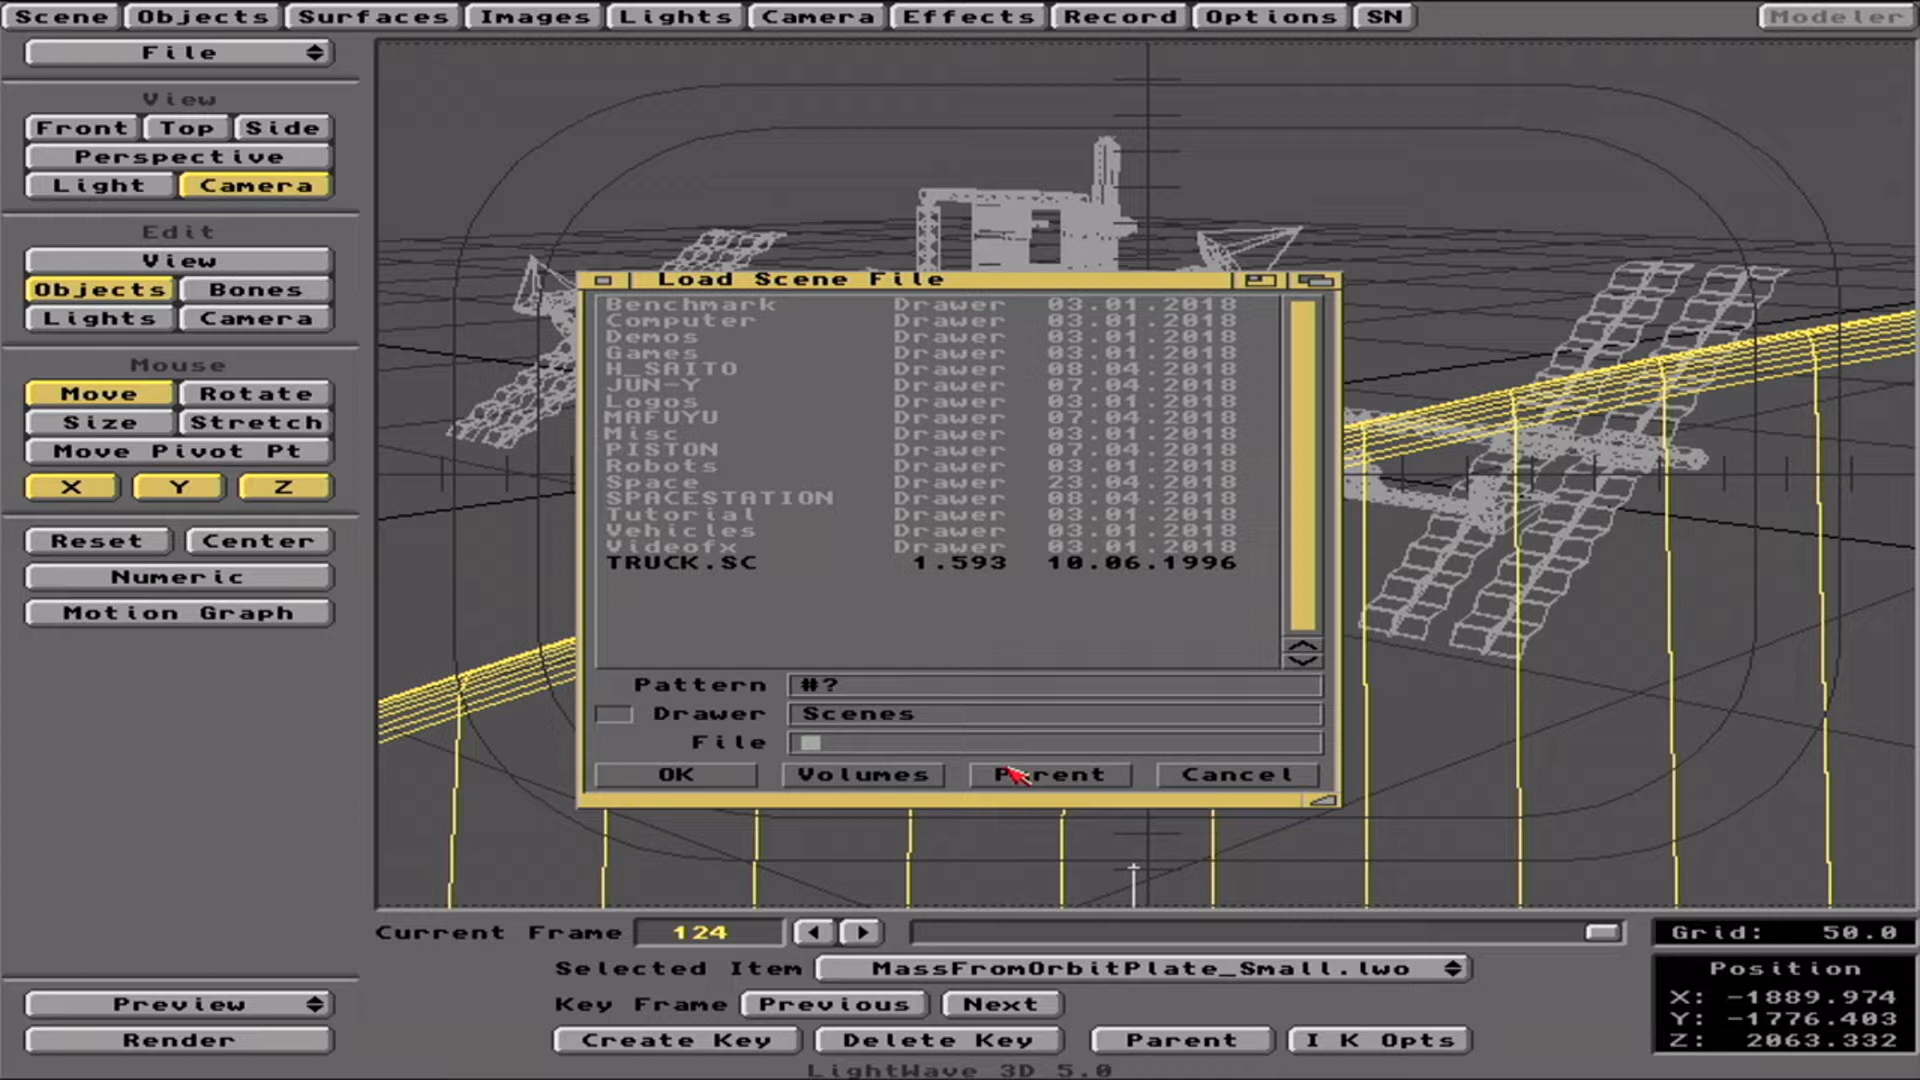 Scene Objects Surfaces Images Lights Camera Effects Record Options SN Modeler
File
View
Front Top Side
Perspective
Light Camera
Edit
View
Objects Bones
Lights Camera
Mouse
Move Rotate
Size Stretch
Move Pivot Pt
X Y Z
Reset Center
Numeric
Motion Graph
Preview
Render
Load Scene File
Benchmark Drawer 03.01.2018
Computer Drawer 03.01.2018
Demos Drawer 03.01.2018
Games Drawer 03.01.2018
H_SAITO Drawer 08.04.2018
JUN-Y Drawer 07.04.2018
Logos Drawer 03.01.2018
MAFUYU Drawer 07.04.2018
Misc Drawer 03.01.2018
PISTON Drawer 07.04.2018
Robots Drawer 03.01.2018
Space Drawer 23.04.2018
SPACESTATION Drawer 08.04.2018
Tutorial Drawer 03.01.2018
Vehicles Drawer 03.01.2018
Videofx Drawer 03.01.2018
TRUCK.SC 1.593 10.06.1996
Pattern #?
Drawer Scenes
File
OK Volumes Parent Cancel
Current Frame 124
Selected Item MassFromOrbitPlate_Small.lwo
Key Frame Previous Next
Create Key Delete Key Parent I K Opts
LightWave 3D 5.0
Grid: 50.0
Position
X: -1889.974
Y: -1776.403
Z: 2063.332